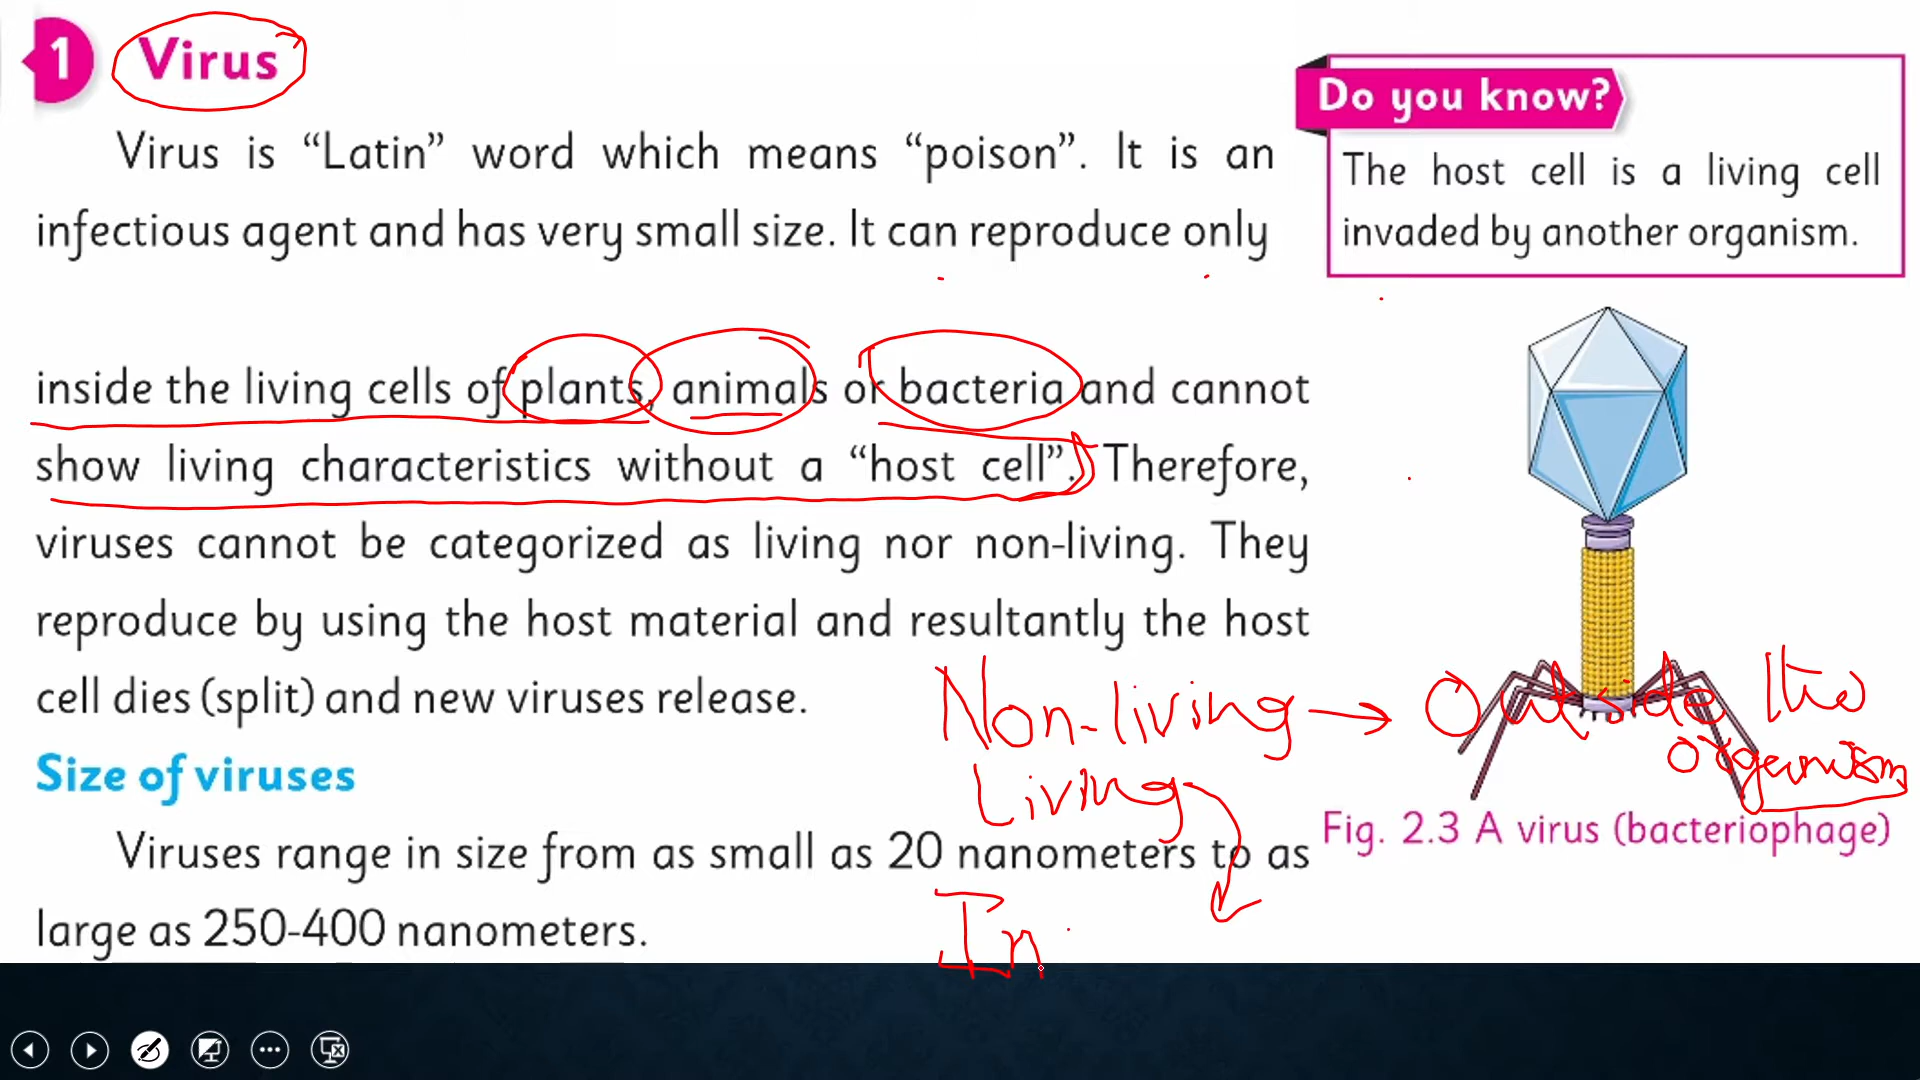 1 Virus
Virus is “Latin” word which means “poison”. It is an
infectious agent and has very small size. It can reproduce only
inside the living cells of plants, animals or bacteria and cannot
show living characteristics without a “host cell”. Therefore,
viruses cannot be categorized as living nor non-living. They
reproduce by using the host material and resultantly the host
cell dies (split) and new viruses release.
Size of viruses
Viruses range in size from as small as 20 nanometers to as
large as 250-400 nanometers.
Do you know?
The host cell is a living cell
invaded by another organism.
Fig. 2.3 A virus (bacteriophage)
Non-living → Outside the
organism
Living
In